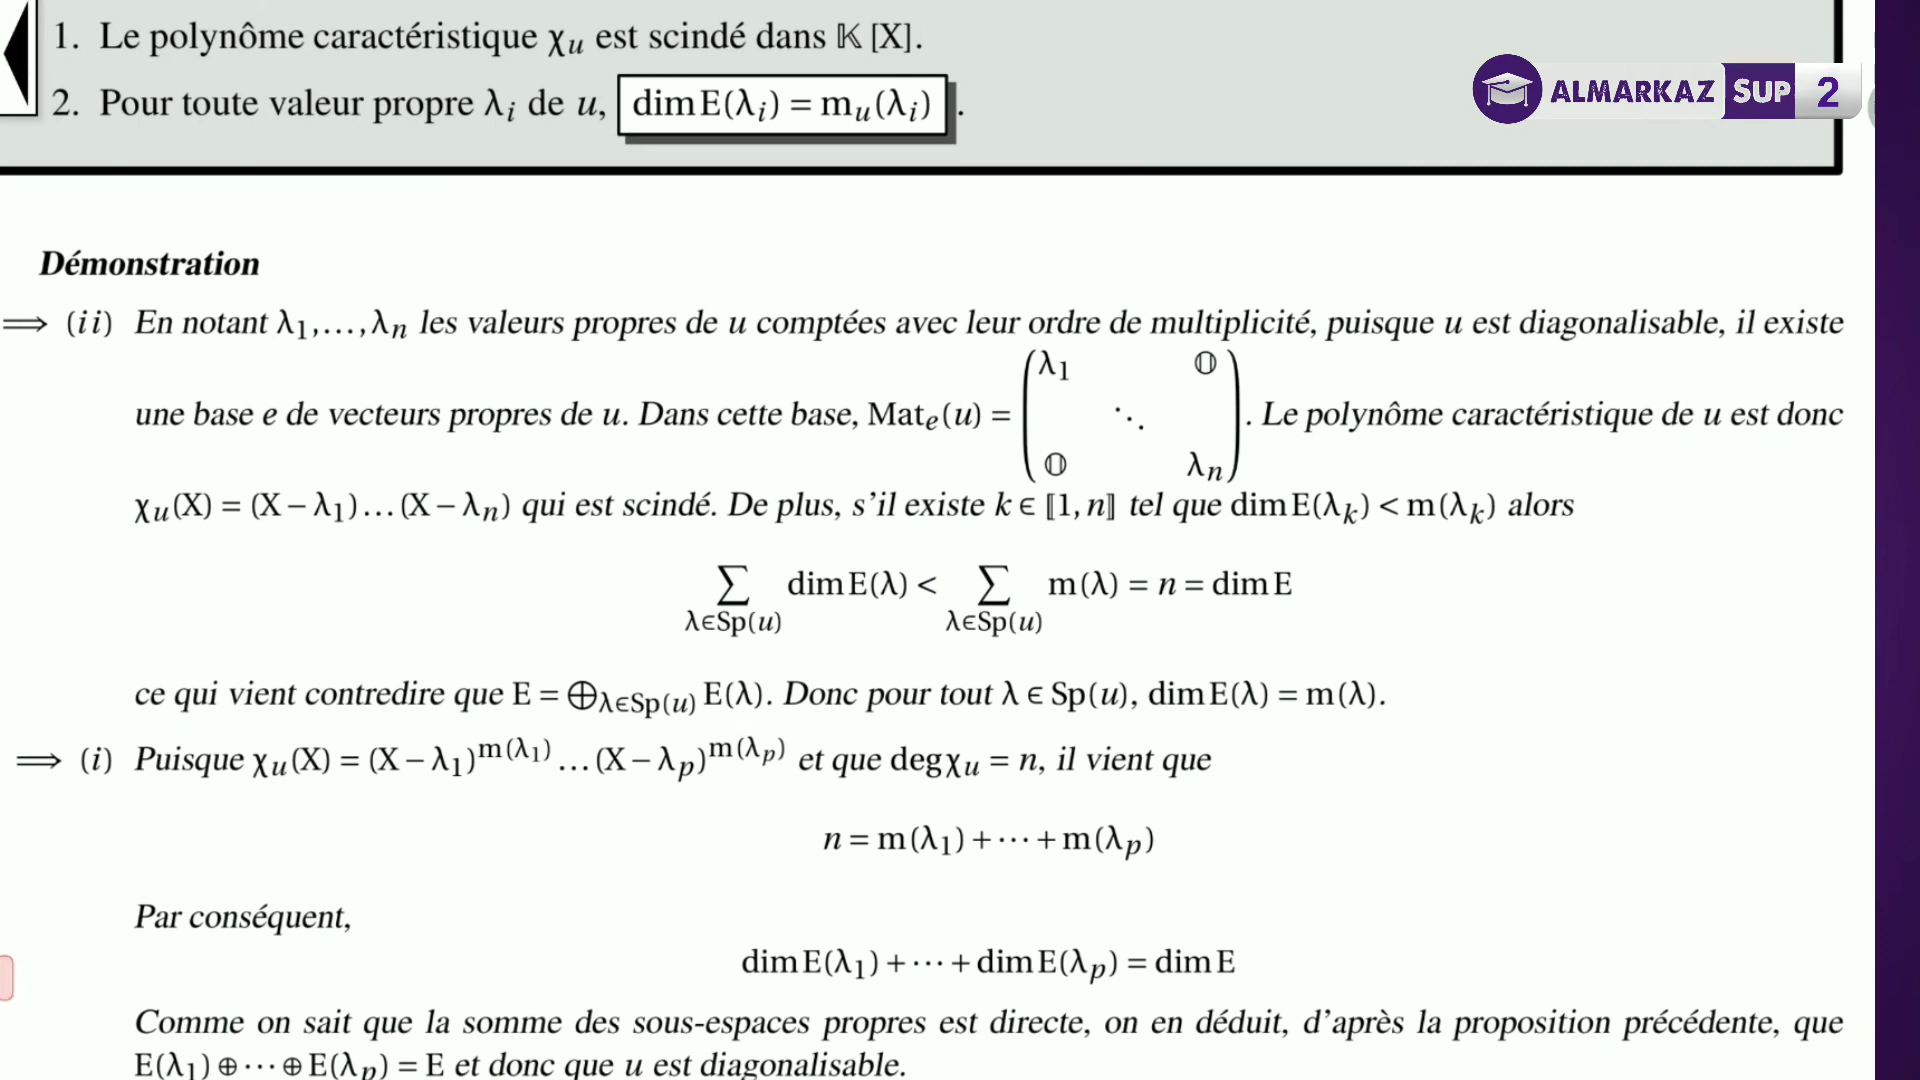 1. Le polynôme caractéristique χ_u est scindé dans 𝕂[X].
2. Pour toute valeur propre λ_i de u, dim E(λ_i) = m_u(λ_i).
ALMARKAZ SUP 2
Démonstration
⟹ (ii) En notant λ_1,…,λ_n les valeurs propres de u comptées avec leur ordre de multiplicité, puisque u est diagonalisable, il existe
une base e de vecteurs propres de u. Dans cette base, Mat_e(u) = (λ_1 𝕆 ⋱ 𝕆 λ_n). Le polynôme caractéristique de u est donc
χ_u(X) = (X − λ_1)…(X − λ_n) qui est scindé. De plus, s'il existe k ∈ ⟦1,n⟧ tel que dim E(λ_k) < m(λ_k) alors
∑_{λ∈Sp(u)} dim E(λ) < ∑_{λ∈Sp(u)} m(λ) = n = dim E
ce qui vient contredire que E = ⊕_{λ∈Sp(u)} E(λ). Donc pour tout λ ∈ Sp(u), dim E(λ) = m(λ).
⟹ (i) Puisque χ_u(X) = (X − λ_1)^{m(λ_1)}…(X − λ_p)^{m(λ_p)} et que deg χ_u = n, il vient que
n = m(λ_1) + ⋯ + m(λ_p)
Par conséquent,
dim E(λ_1) + ⋯ + dim E(λ_p) = dim E
Comme on sait que la somme des sous-espaces propres est directe, on en déduit, d'après la proposition précédente, que
E(λ_1) ⊕ ⋯ ⊕ E(λ_p) = E et donc que u est diagonalisable.